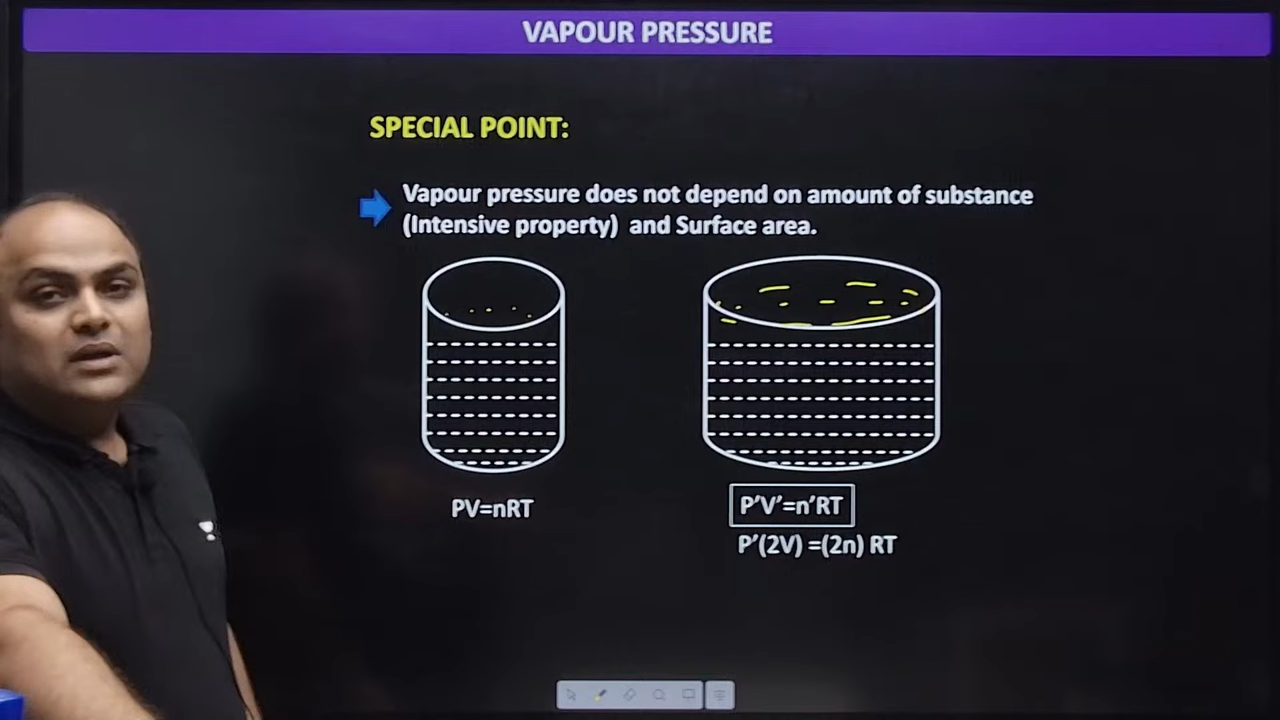 VAPOUR PRESSURE
SPECIAL POINT:
Vapour pressure does not depend on amount of substance
(Intensive property) and Surface area.
PV=nRT
P′V′=n′RT
P′(2V) =(2n) RT